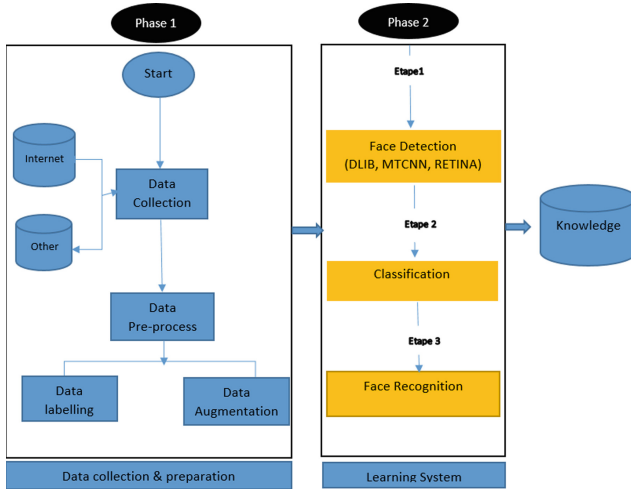 Phase 1
Start
Internet
Other
Data
Collection
Data
Pre-process
Data
labelling
Data
Augmentation
Data collection & preparation
Phase 2
Etape1
Face Detection
(DLIB, MTCNN, RETINA)
Etape 2
Classification
Etape 3
Face Recognition
Learning System
Knowledge